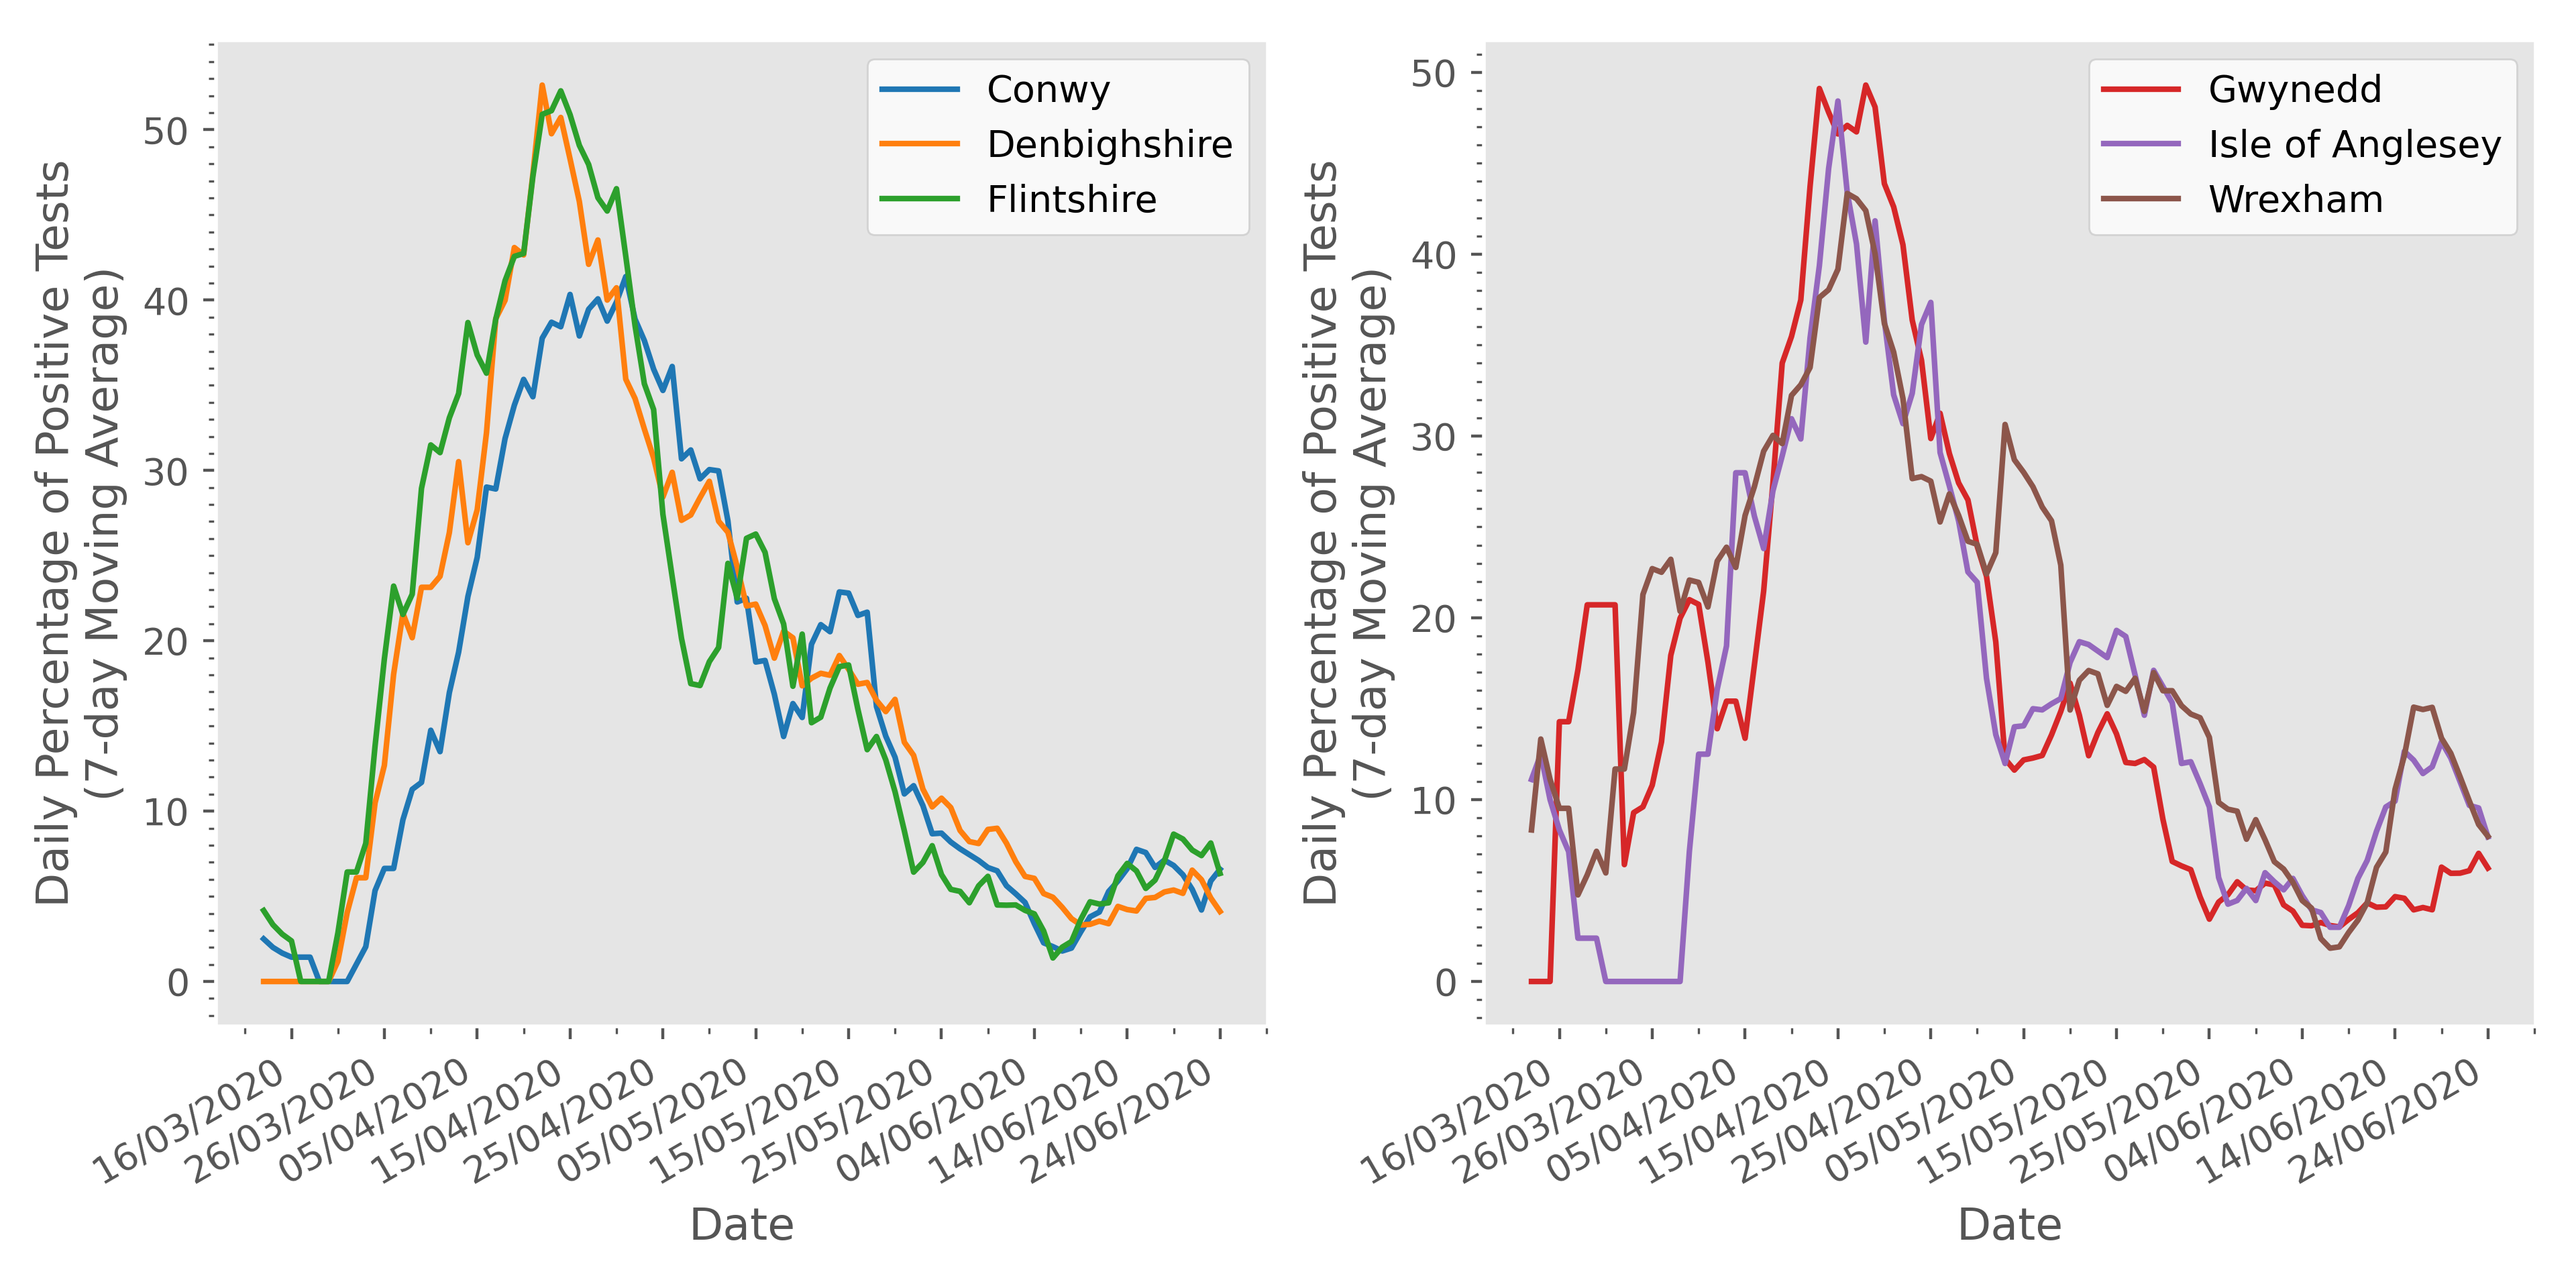 Daily Percentage of Positive Tests
(7-day Moving Average)
50
40
30
20
10
0
Conwy
Denbighshire
Flintshire
16/03/2020
26/03/2020
05/04/2020
15/04/2020
25/04/2020
05/05/2020
15/05/2020
25/05/2020
04/06/2020
14/06/2020
24/06/2020
Date
Daily Percentage of Positive Tests
(7-day Moving Average)
50
40
30
20
10
0
Gwynedd
Isle of Anglesey
Wrexham
16/03/2020
26/03/2020
05/04/2020
15/04/2020
25/04/2020
05/05/2020
15/05/2020
25/05/2020
04/06/2020
14/06/2020
24/06/2020
Date